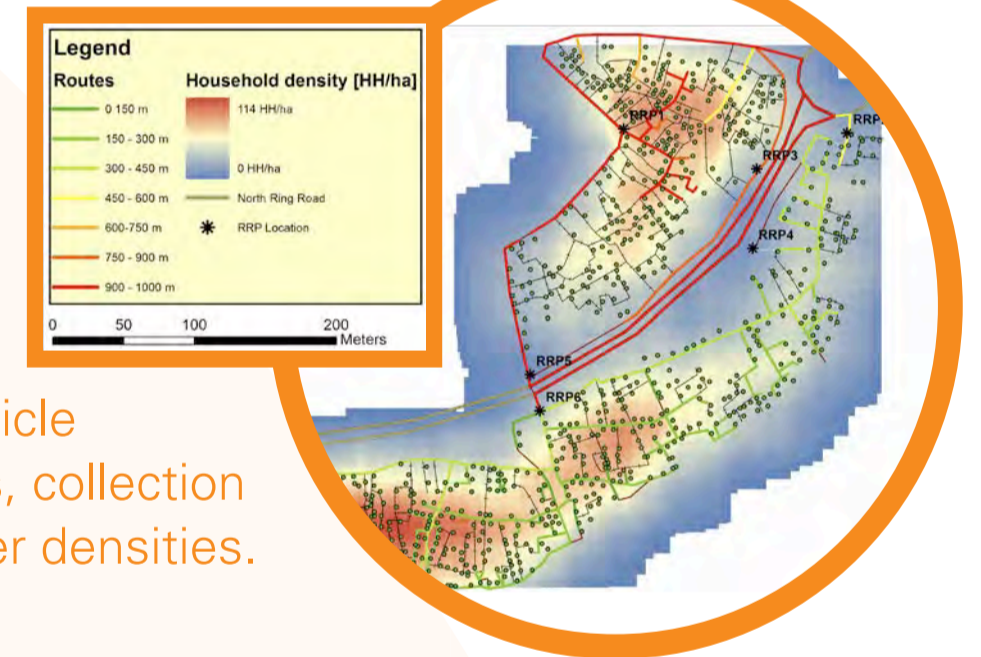 Legend
Routes
Household density [HH/ha]
0 150 m
114 HH/ha
150 - 300 m
300 - 450 m
0 HH/ha
450 - 600 m
North Ring Road
600-750 m
RRP Location
750 - 900 m
900 - 1000 m
0 50 100 200
Meters
RRP1
RRP3
RRP4
RRP5
RRP6
collection
densities.